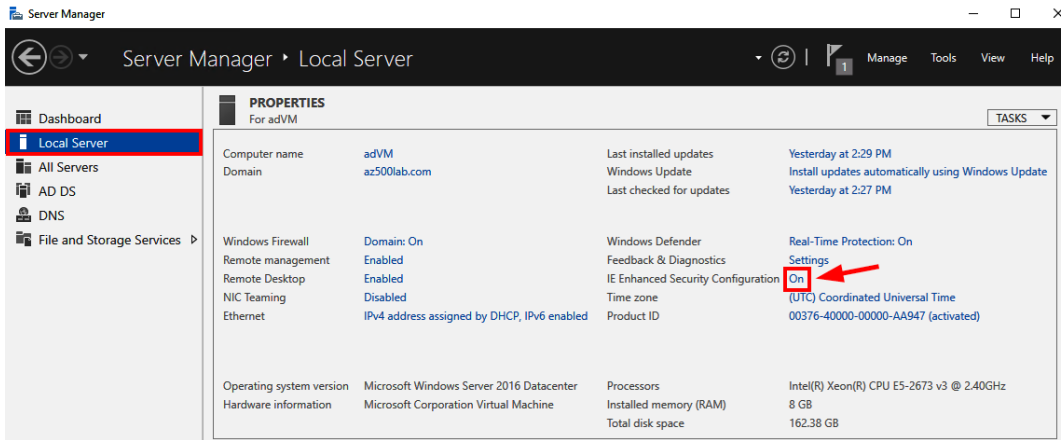 Server Manager
Server Manager ‣ Local Server
1
Manage Tools View Help
Dashboard
Local Server
All Servers
AD DS
DNS
File and Storage Services
PROPERTIES
For adVM
TASKS
Computer name adVM Last installed updates Yesterday at 2:29 PM
Domain az500lab.com Windows Update Install updates automatically using Windows Update
Last checked for updates Yesterday at 2:27 PM
Windows Firewall Domain: On Windows Defender Real-Time Protection: On
Remote management Enabled Feedback & Diagnostics Settings
Remote Desktop Enabled IE Enhanced Security Configuration On
NIC Teaming Disabled Time zone (UTC) Coordinated Universal Time
Ethernet IPv4 address assigned by DHCP, IPv6 enabled Product ID 00376-40000-00000-AA947 (activated)
Operating system version Microsoft Windows Server 2016 Datacenter Processors Intel(R) Xeon(R) CPU E5-2673 v3 @ 2.40GHz
Hardware information Microsoft Corporation Virtual Machine Installed memory (RAM) 8 GB
Total disk space 162.38 GB